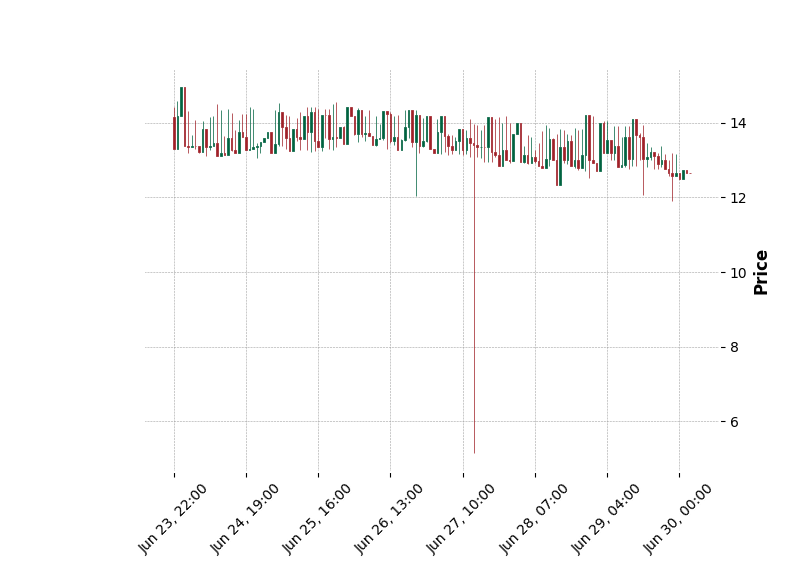 14
12
10
8
6
Price
Jun 23, 22:00
Jun 24, 19:00
Jun 25, 16:00
Jun 26, 13:00
Jun 27, 10:00
Jun 28, 07:00
Jun 29, 04:00
Jun 30, 00:00